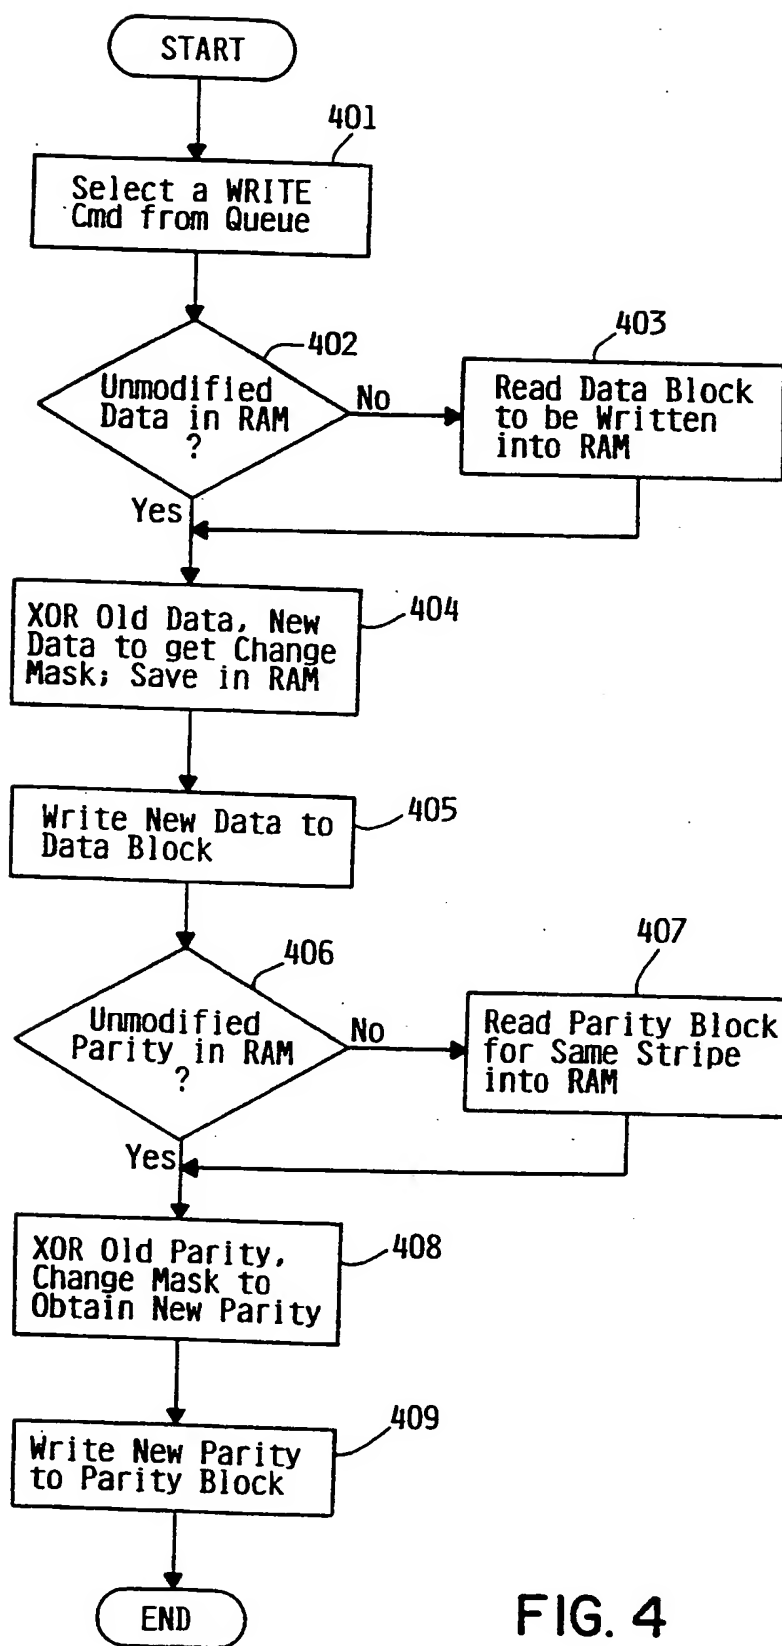 START
401
Select a WRITE
Cmd from Queue
402
Unmodified
Data in RAM
?
No
403
Read Data Block
to be Written
into RAM
Yes
XOR Old Data, New
Data to get Change
Mask; Save in RAM
404
Write New Data to
Data Block
405
406
Unmodified
Parity in RAM
?
No
407
Read Parity Block
for Same Stripe
into RAM
Yes
XOR Old Parity,
Change Mask to
Obtain New Parity
408
Write New Parity
to Parity Block
409
END
FIG. 4